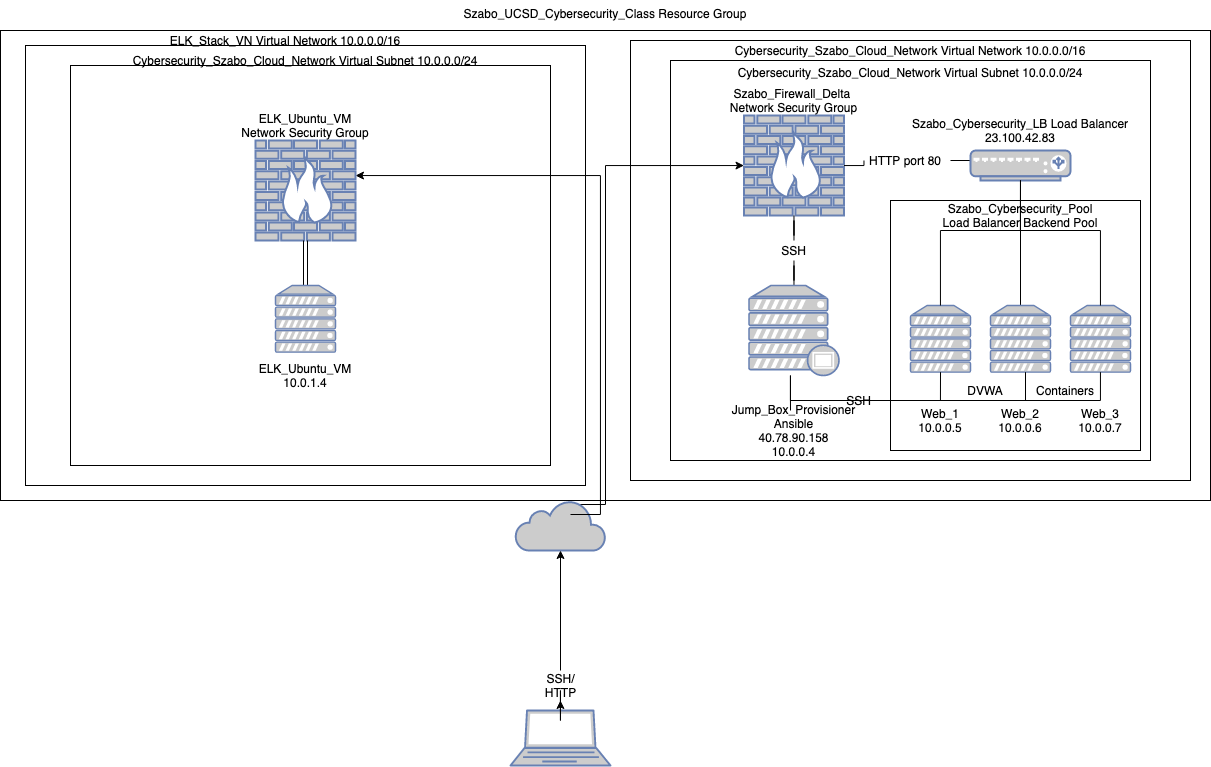 Szabo_UCSD_Cybersecurity_Class Resource Group
ELK_Stack_VN Virtual Network 10.0.0.0/16
Cybersecurity_Szabo_Cloud_Network Virtual Subnet 10.0.0.0/24
ELK_Ubuntu_VM
Network Security Group
ELK_Ubuntu_VM
10.0.1.4
Cybersecurity_Szabo_Cloud_Network Virtual Network 10.0.0.0/16
Cybersecurity_Szabo_Cloud_Network Virtual Subnet 10.0.0.0/24
Szabo_Firewall_Delta
Network Security Group
HTTP port 80
Szabo_Cybersecurity_LB Load Balancer
23.100.42.83
Szabo_Cybersecurity_Pool
Load Balancer Backend Pool
SSH
SSH
Jump_Box_Provisioner
Ansible
40.78.90.158
10.0.0.4
DVWA
Containers
Web_1
10.0.0.5
Web_2
10.0.0.6
Web_3
10.0.0.7
SSH/
HTTP